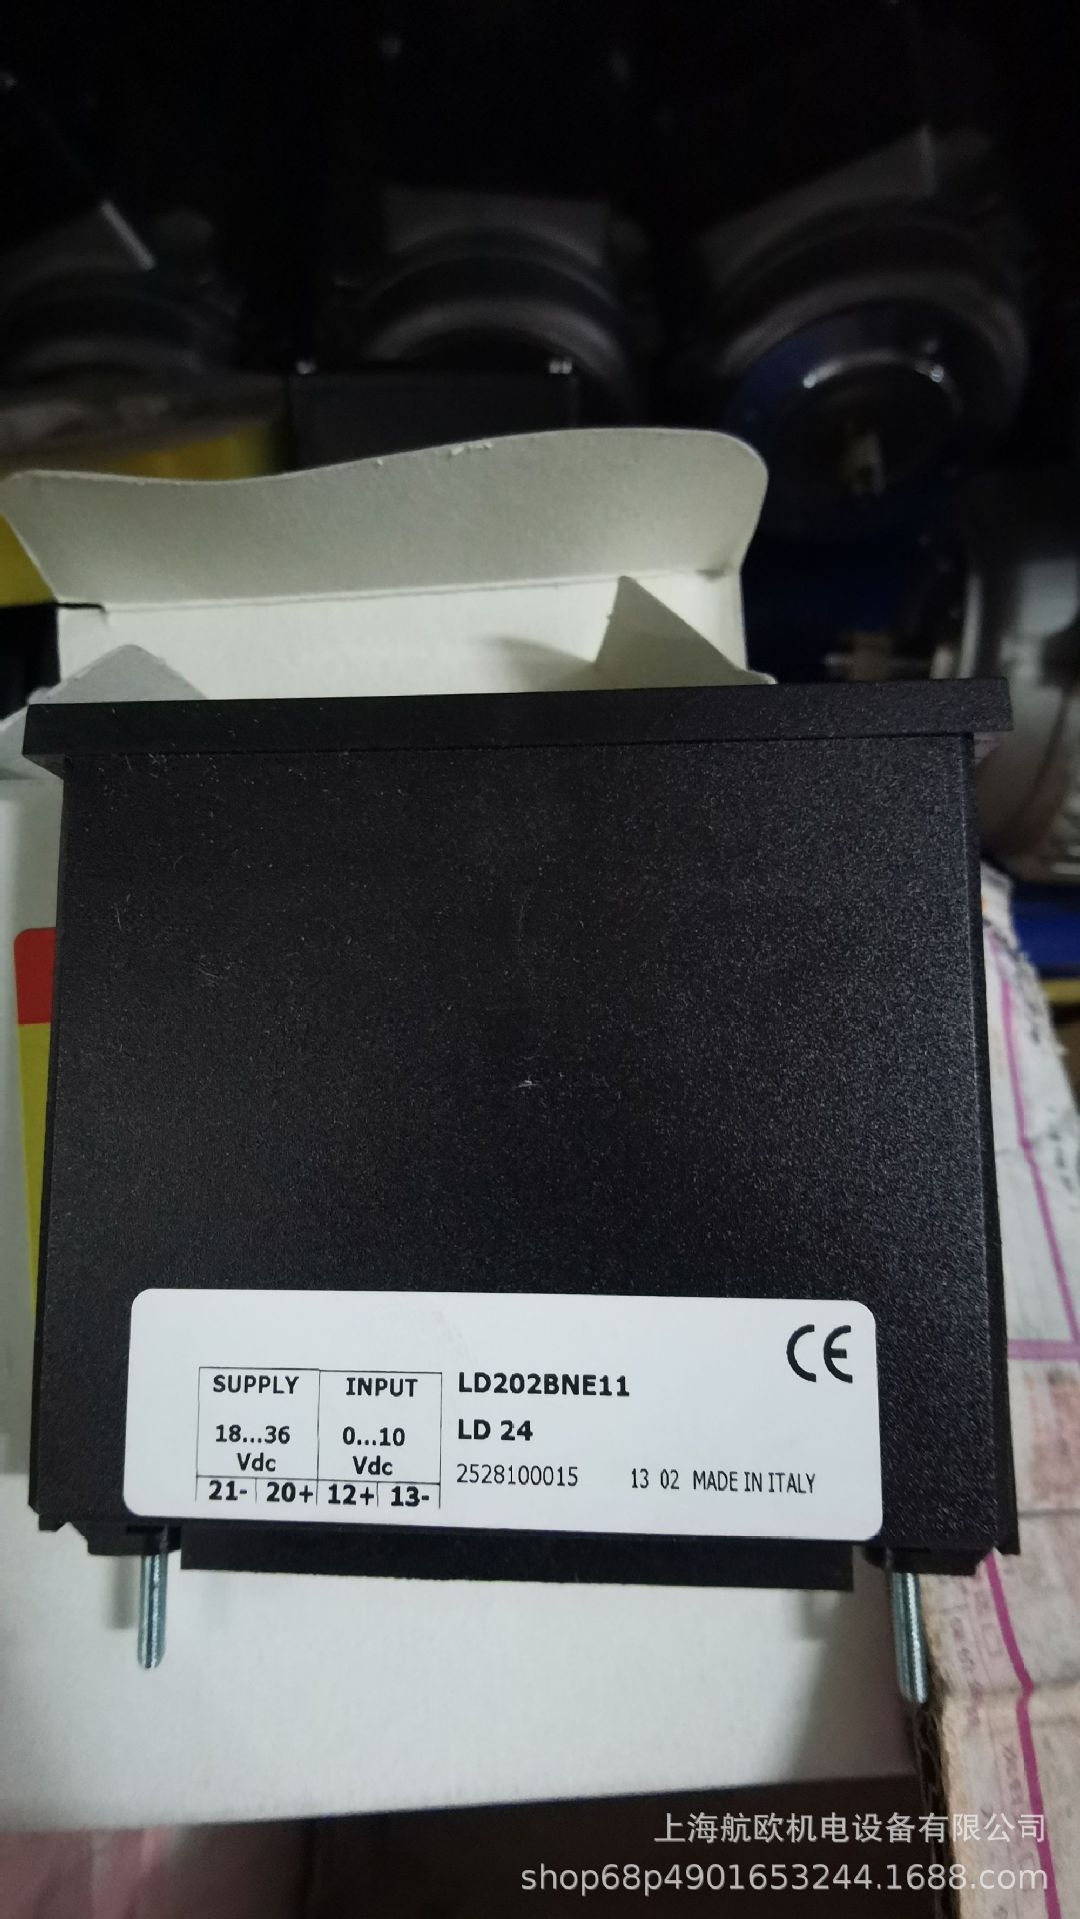 CE
SUPPLY INPUT LD202BNE11
18...36 0...10 LD 24
Vdc Vdc
2528100015 13 02 MADE IN ITALY
21- 20+ 12+ 13-
上海航欧机电设备有限公司
shop68p4901653244.1688.com